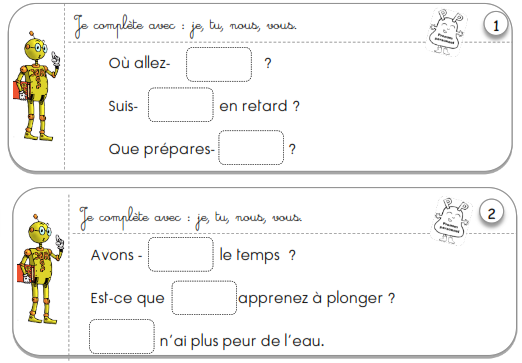 Je complète avec : je, tu, nous, vous.
1
Où allez- ?
Suis- en retard ?
Que prépares- ?
Je complète avec : je, tu, nous, vous.
2
Avons - le temps ?
Est-ce que apprenez à plonger ?
n'ai plus peur de l'eau.